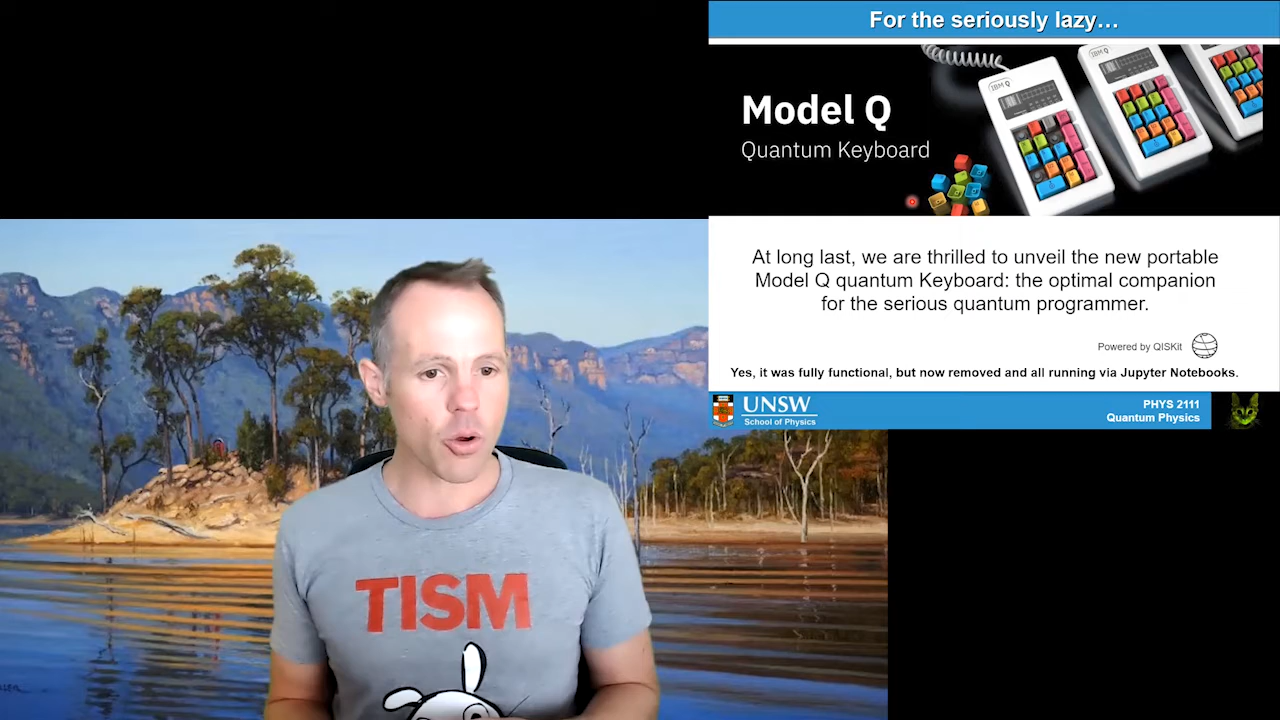 For the seriously lazy…
Model Q
Quantum Keyboard
IBM Q
IBM Q
At long last, we are thrilled to unveil the new portable
Model Q quantum Keyboard: the optimal companion
for the serious quantum programmer.
Powered by QISKit
Yes, it was fully functional, but now removed and all running via Jupyter Notebooks.
UNSW
School of Physics
PHYS 2111
Quantum Physics
TISM